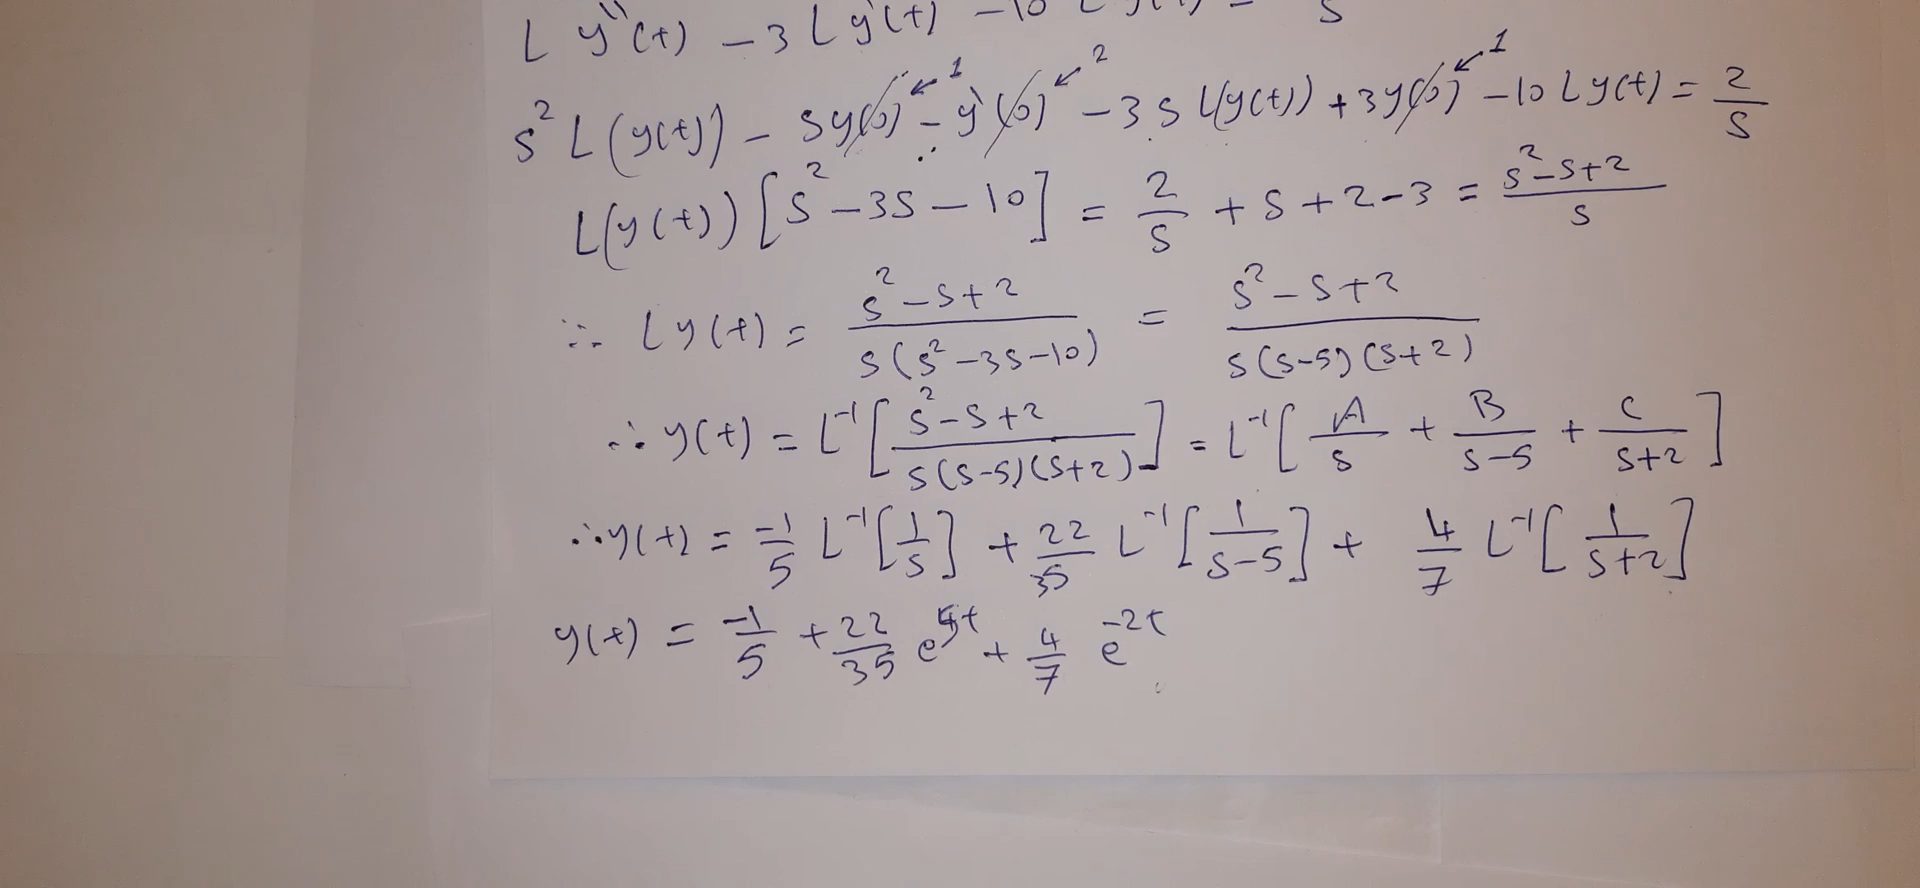 L y''(t) - 3 L y'(t) - 10 L y(t) = s
s² L(y(t)) - s y(0) ↙ 1 - y'(0) ↙ 2 - 3 s L(y(t)) + 3 y(0) ↙ 1 - 10 L y(t) = 2/s
L(y(t)) [s² - 3s - 10] = 2/s + s + 2 - 3 = (s² - s + 2)/s
∴ L y(t) = (s² - s + 2)/(s(s² - 3s - 10)) = (s² - s + 2)/(s(s-5)(s+2))
∴ y(t) = L⁻¹[(s² - s + 2)/(s(s-5)(s+2))] = L⁻¹[A/s + B/(s-5) + C/(s+2)]
∴ y(t) = -1/5 L⁻¹[1/s] + 22/35 L⁻¹[1/(s-5)] + 4/7 L⁻¹[1/(s+2)]
y(t) = -1/5 + 22/35 e^5t + 4/7 e^-2t